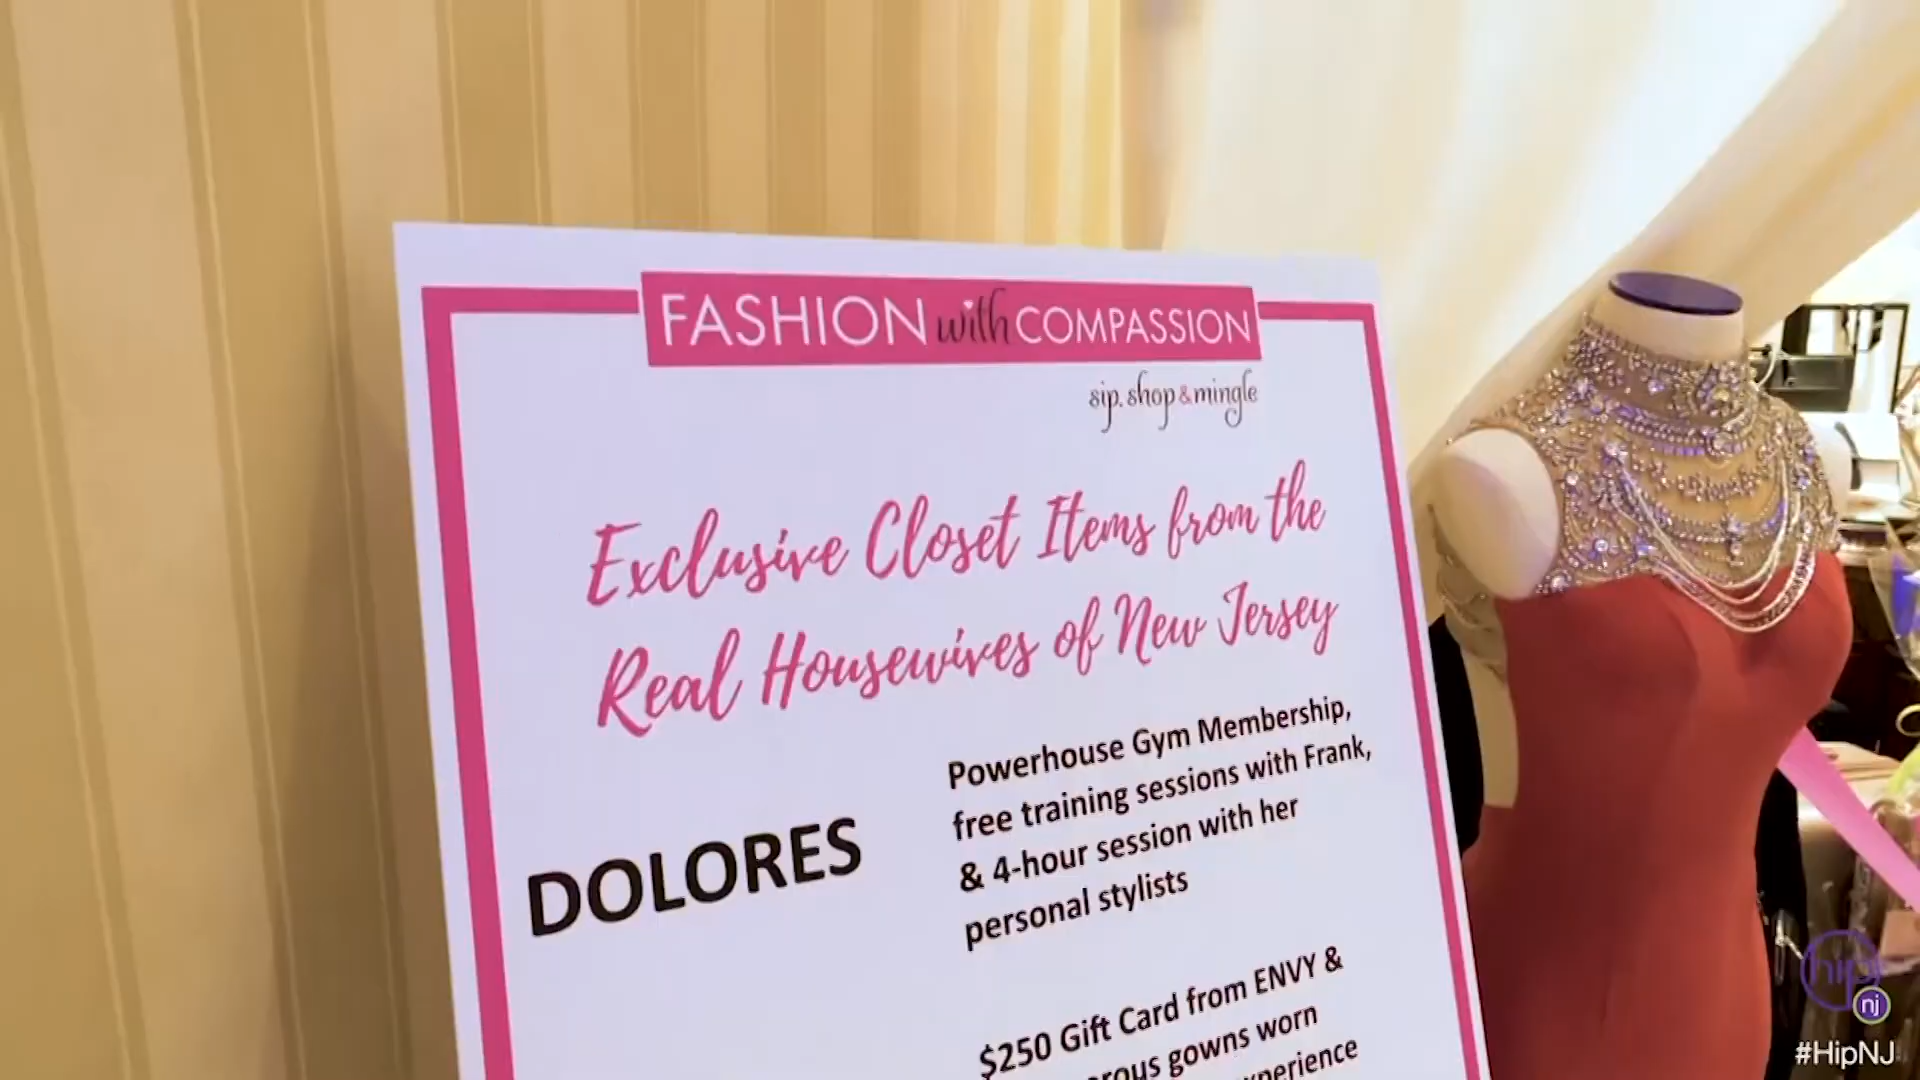 FASHION with COMPASSION
sip, shop & mingle
Exclusive Closet Items from the
Real Housewives of New Jersey
DOLORES
Powerhouse Gym Membership,
free training sessions with Frank,
& 4-hour session with her
personal stylists
$250 Gift Card from ENVY &
gowns worn
hip
nj
#HipNJ